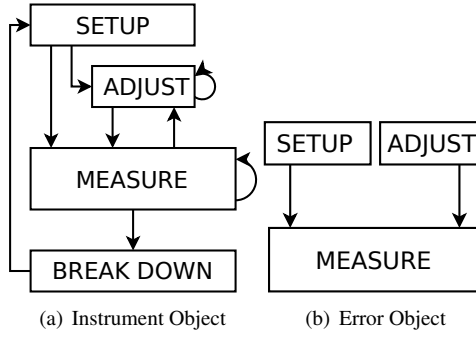 SETUP
ADJUST
MEASURE
BREAK DOWN
(a) Instrument Object
SETUP
ADJUST
MEASURE
(b) Error Object